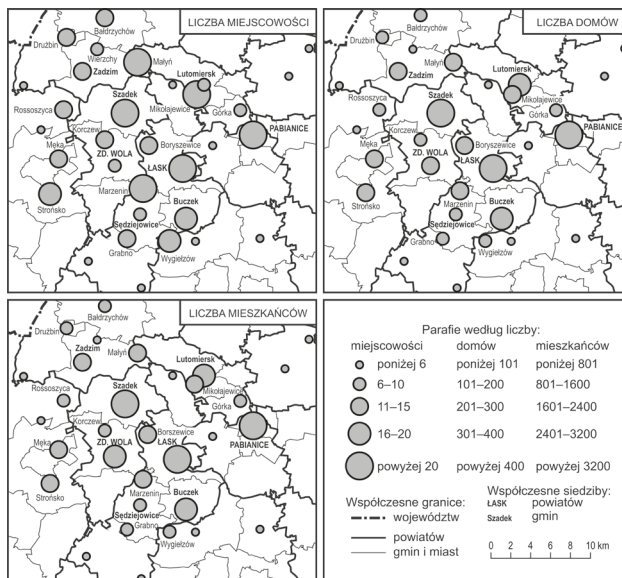 LICZBA MIEJSCOWOŚCI
Bałdrzychów
Drużbin
Wierzchy
Zadzim
Małyń
Lutomiersk
Rossoszyca
Szadek
Mikołajewice
Górka
PABIANICE
Korczew
Męka
ZD. WOLA
Boryszewice
ŁASK
Marzenin
Strońsko
Buczek
Sędziejowice
Grabno
Wygiełzów
LICZBA DOMÓW
Bałdrzychów
Drużbin
Zadzim
Małyń
Lutomiersk
Rossoszyca
Szadek
Mikołajewice
Górka
PABIANICE
Korczew
Męka
ZD. WOLA
Boryszewice
ŁASK
Marzenin
Strońsko
Buczek
Sędziejowice
Grabno
Wygiełzów
LICZBA MIESZKAŃCÓW
Bałdrzychów
Drużbin
Zadzim
Małyń
Lutomiersk
Rossoszyca
Szadek
Mikołajewice
Górka
PABIANICE
Korczew
Męka
ZD. WOLA
Borszewice
ŁASK
Marzenin
Strońsko
Buczek
Sędziejowice
Grabno
Wygiełzów
Parafie według liczby:
miejscowości domów mieszkańców
poniżej 6 poniżej 101 poniżej 801
6–10 101–200 801–1600
11–15 201–300 1601–2400
16–20 301–400 2401–3200
powyżej 20 powyżej 400 powyżej 3200
Współczesne granice:
województw
powiatów
gmin i miast
Współczesne siedziby:
ŁASK powiatów
Szadek gmin
0 2 4 6 8 10 km